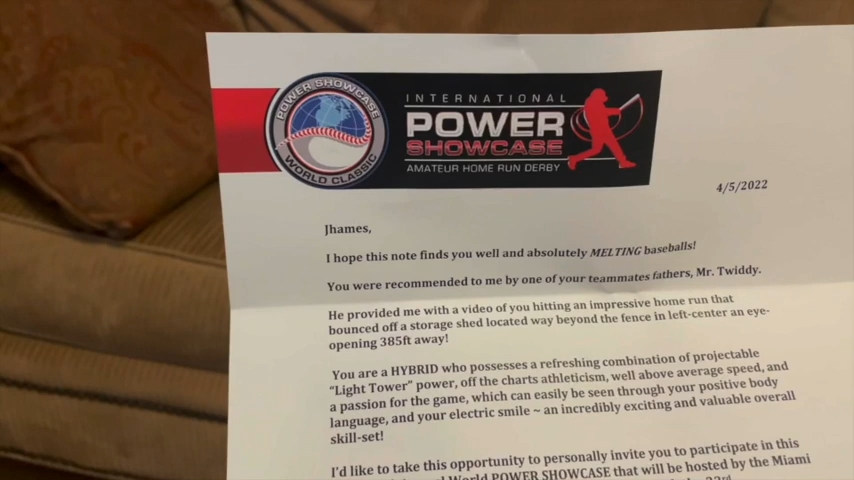 POWER SHOWCASE
WORLD CLASSIC
INTERNATIONAL
POWER
SHOWCASE
AMATEUR HOME RUN DERBY
4/5/2022
Jhames,
I hope this note finds you well and absolutely MELTING baseballs!
You were recommended to me by one of your teammates fathers, Mr. Twiddy.
He provided me with a video of you hitting an impressive home run that
bounced off a storage shed located way beyond the fence in left-center an eye-
opening 385ft away!
You are a HYBRID who possesses a refreshing combination of projectable
"Light Tower" power, off the charts athleticism, well above average speed, and
a passion for the game, which can easily be seen through your positive body
language, and your electric smile ~ an incredibly exciting and valuable overall
skill-set!
I'd like to take this opportunity to personally invite you to participate in this
World POWER SHOWCASE that will be hosted by the Miami